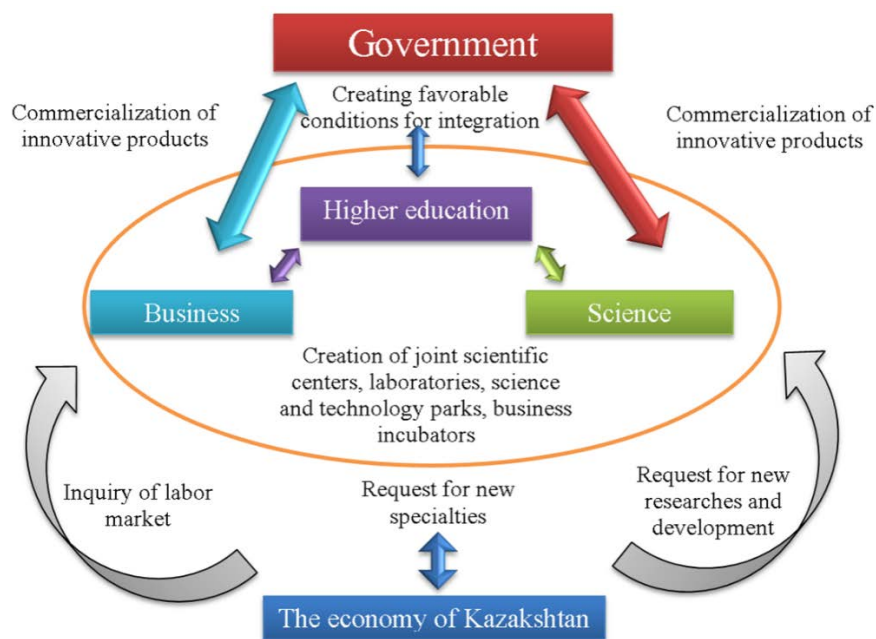 Government
Commercialization of
innovative products
Creating favorable
conditions for integration
Commercialization of
innovative products
Higher education
Business
Science
Creation of joint scientific
centers, laboratories, science
and technology parks, business
incubators
Inquiry of labor
market
Request for new
specialties
Request for new
researches and
development
The economy of Kazakshtan